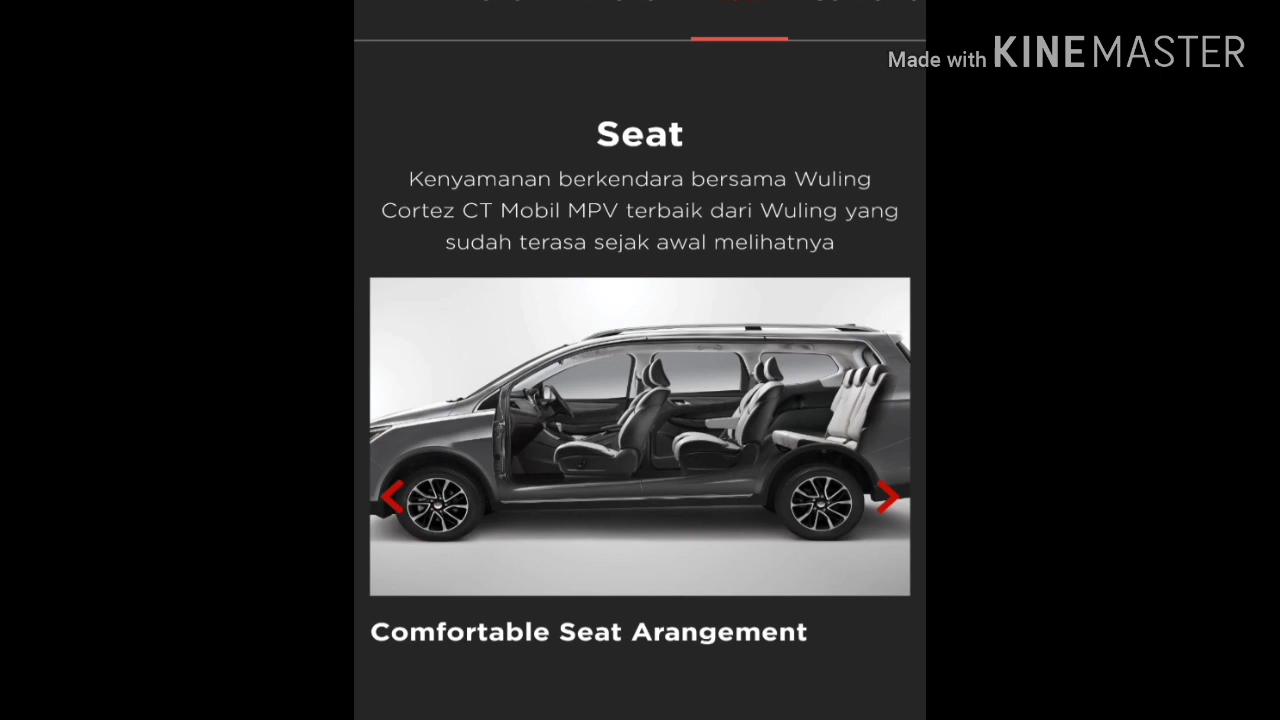 Made with KINEMASTER
Seat
Kenyamanan berkendara bersama Wuling
Cortez CT Mobil MPV terbaik dari Wuling yang
sudah terasa sejak awal melihatnya
Comfortable Seat Arangement